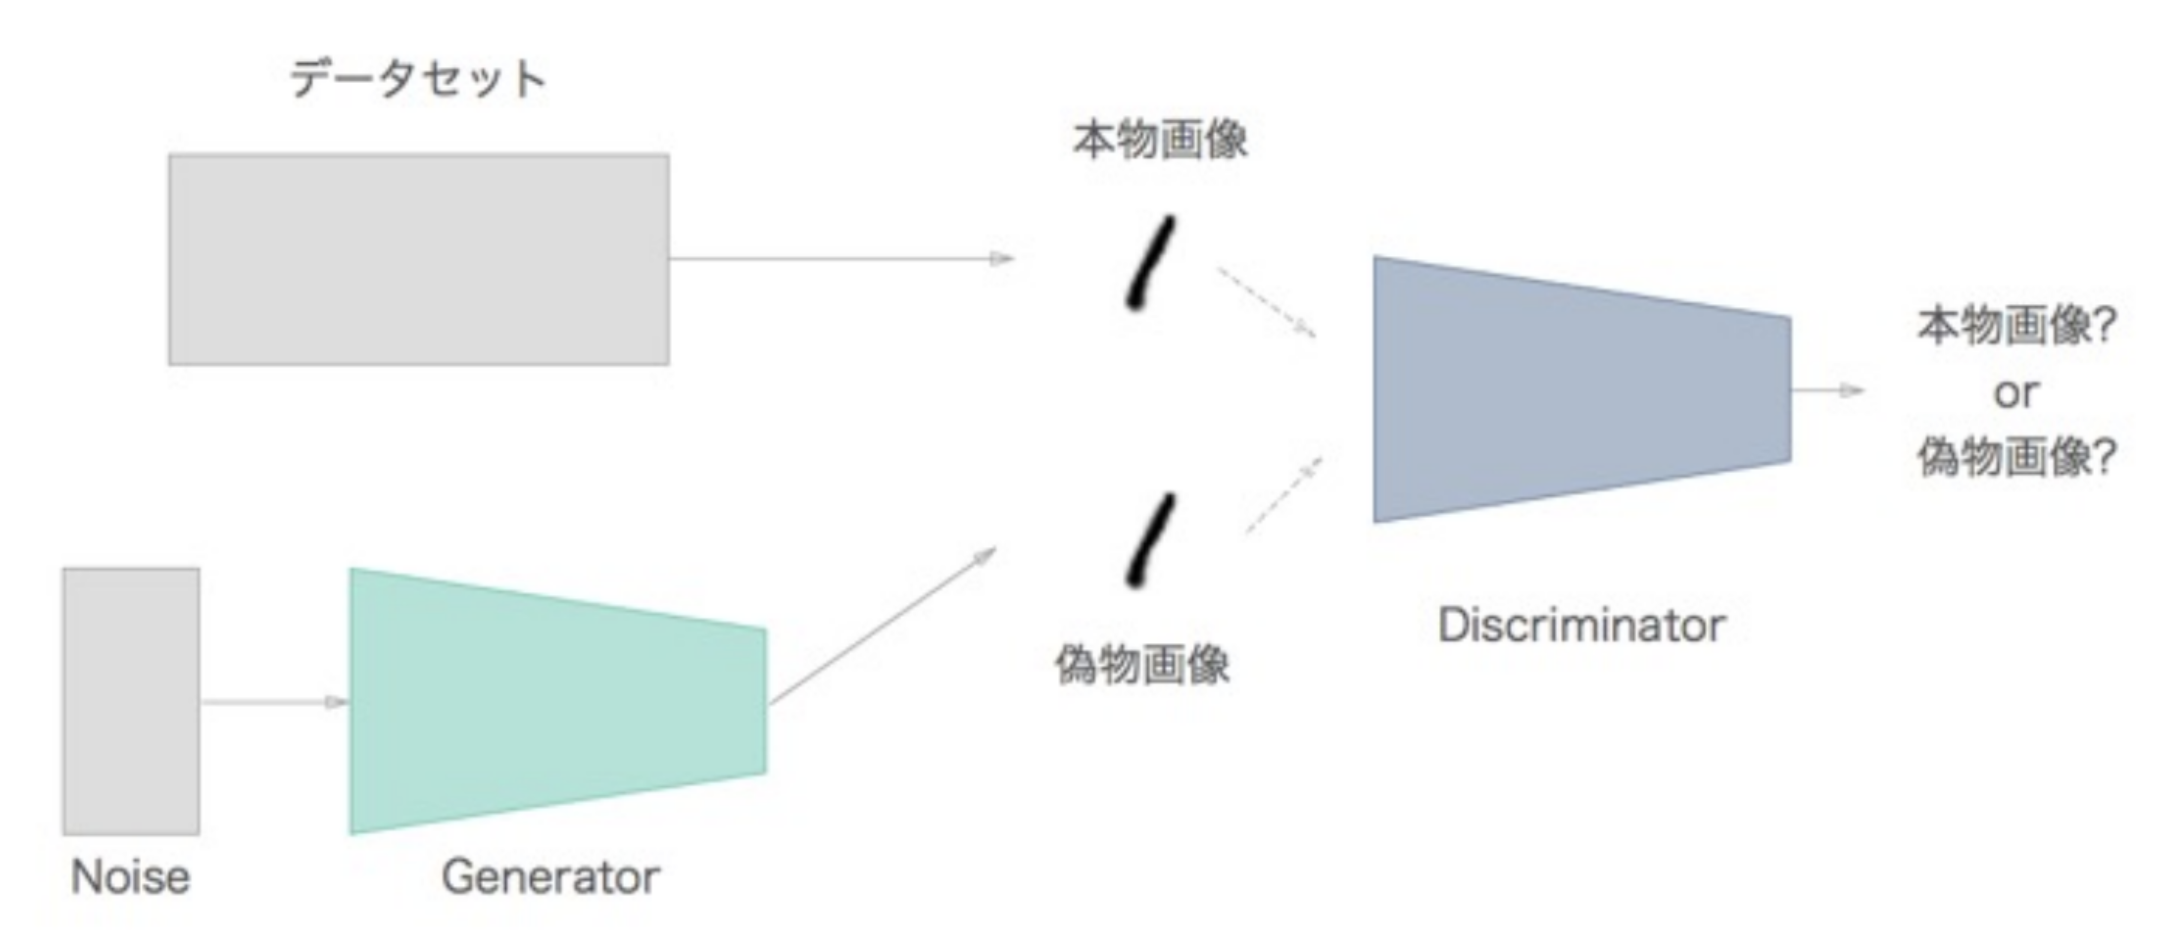 データセット
本物画像
本物画像?
or
偽物画像?
偽物画像
Discriminator
Noise
Generator